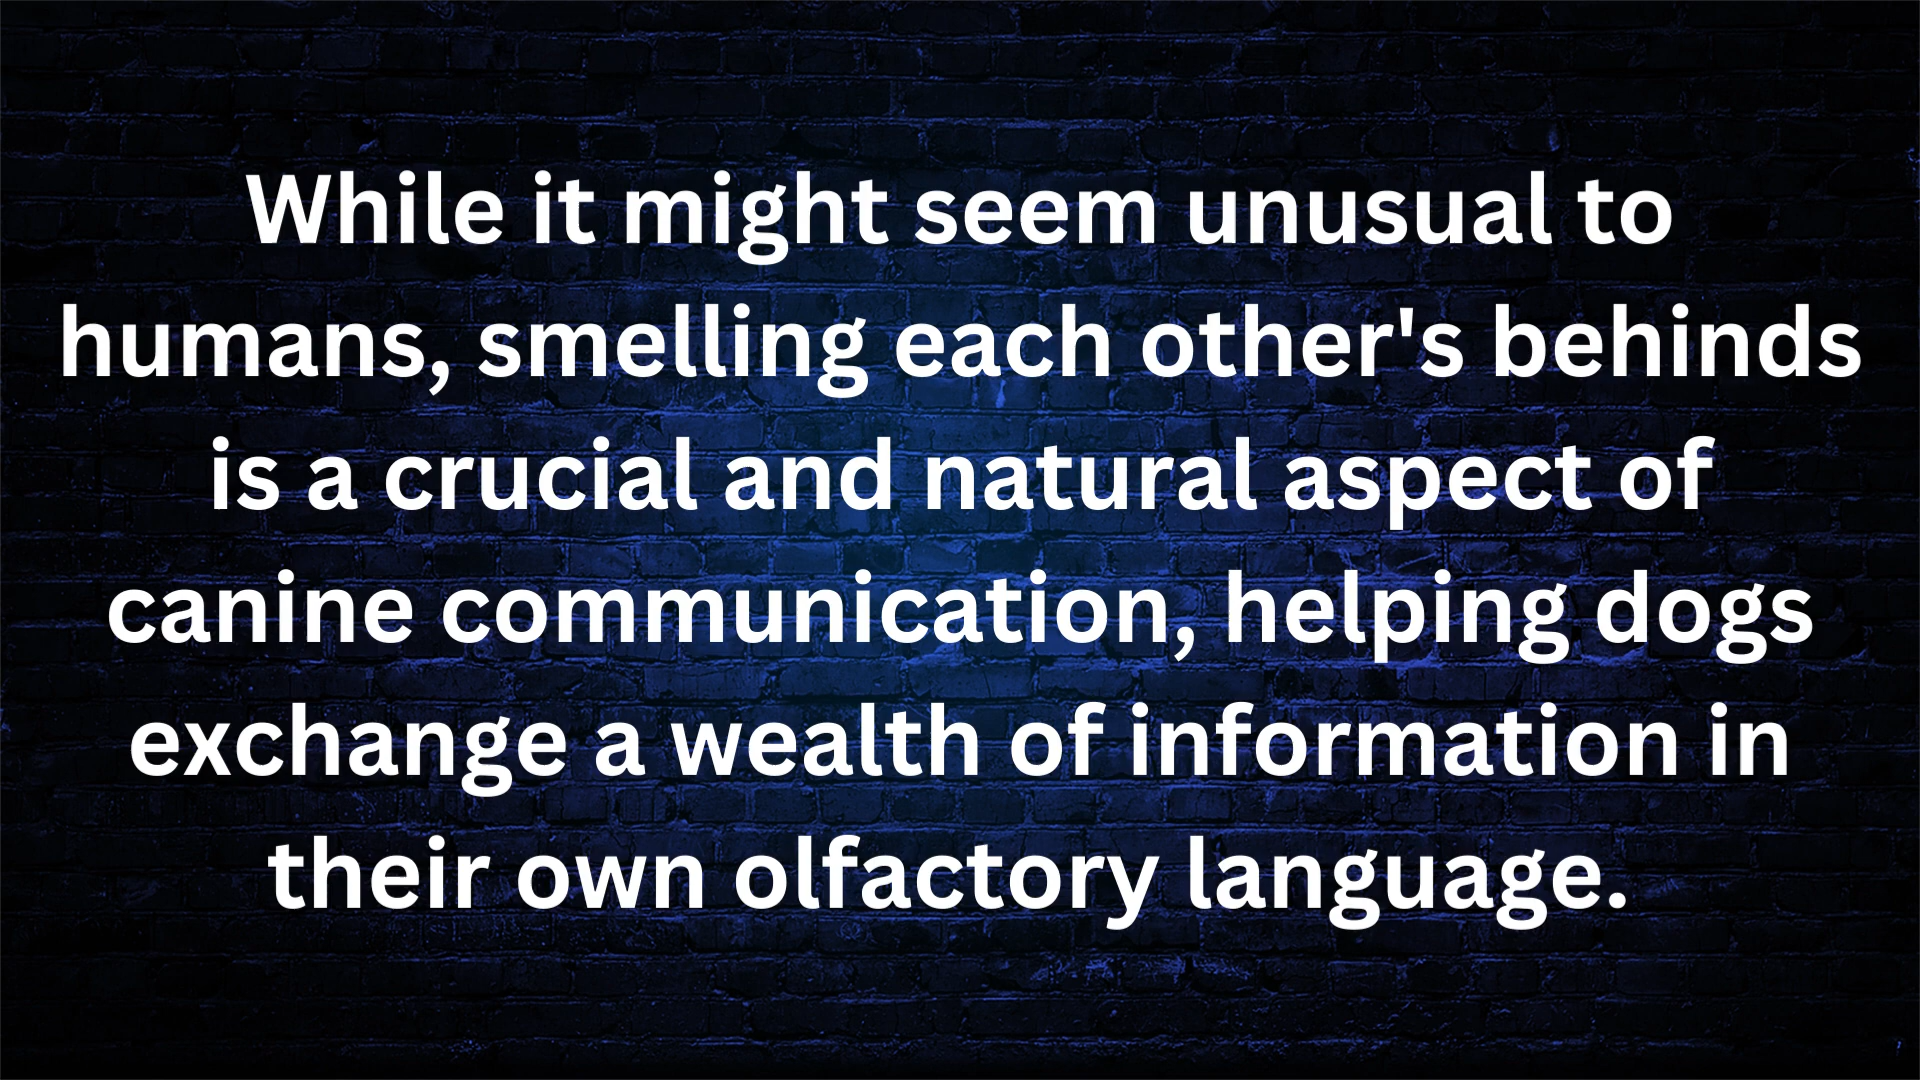 While it might seem unusual to
humans, smelling each other's behinds
is a crucial and natural aspect of
canine communication, helping dogs
exchange a wealth of information in
their own olfactory language.